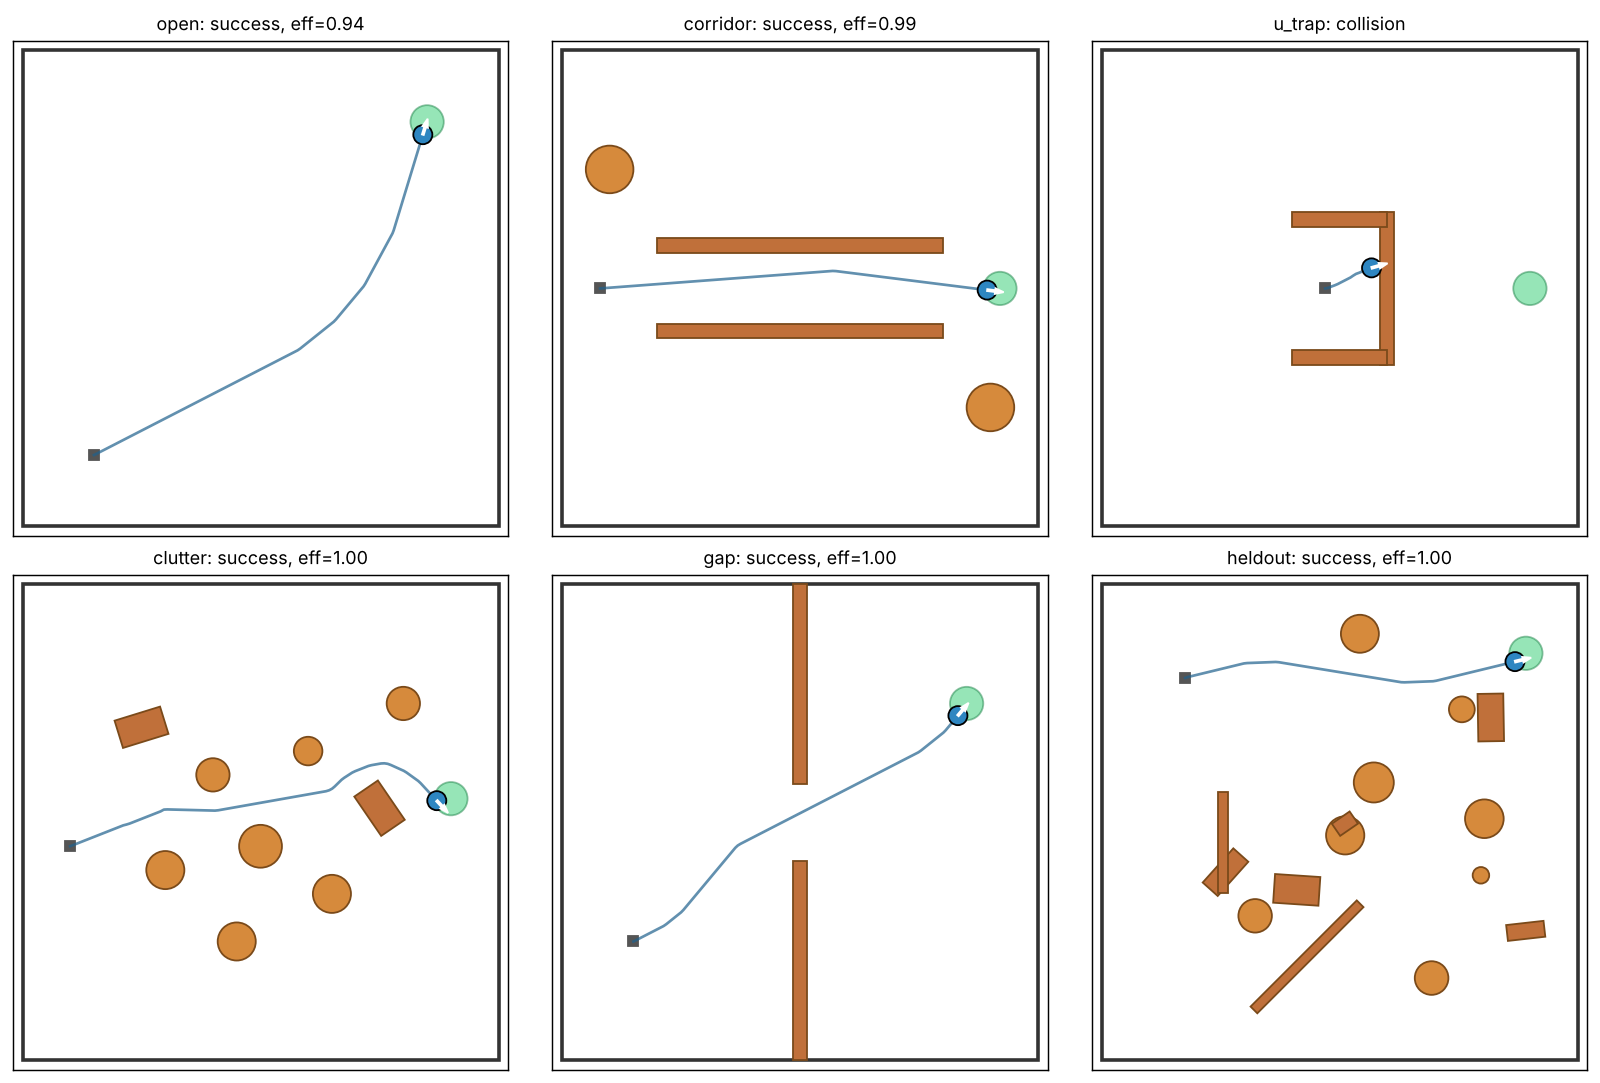 open: success, eff=0.94
corridor: success, eff=0.99
u_trap: collision
clutter: success, eff=1.00
gap: success, eff=1.00
heldout: success, eff=1.00